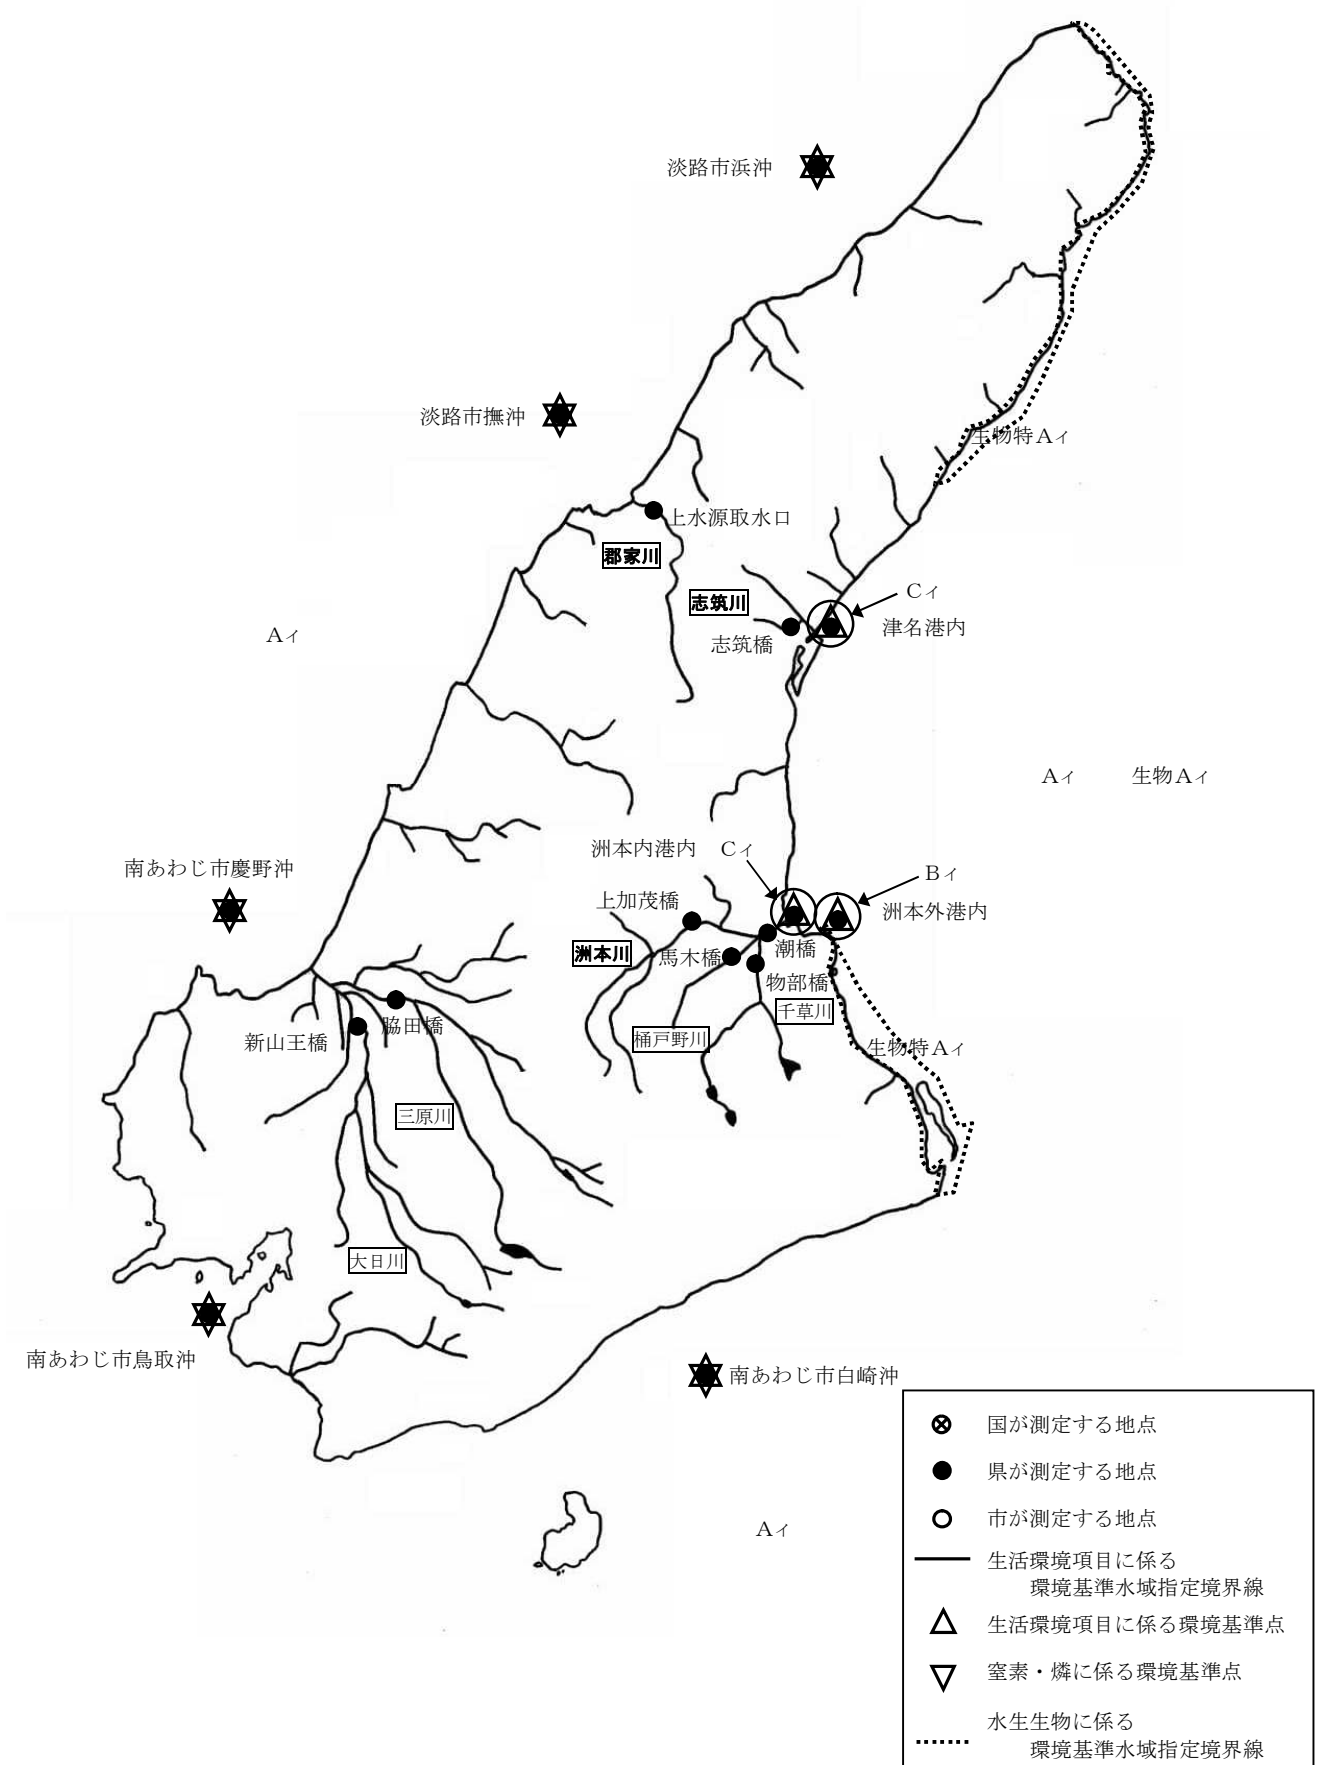 淡路市浜沖
淡路市撫沖
生物特Aィ
上水源取水口
郡家川
志筑川
Cィ
津名港内
志筑橋
Aィ
Aィ
生物Aィ
洲本内港内
Cィ
南あわじ市慶野沖
Bィ
上加茂橋
洲本外港内
洲本川
馬木橋
潮橋
物部橋
千草川
脇田橋
新山王橋
桶戸野川
生物特Aィ
三原川
大日川
南あわじ市鳥取沖
南あわじ市白崎沖
Aィ
国が測定する地点
県が測定する地点
市が測定する地点
生活環境項目に係る
環境基準水域指定境界線
生活環境項目に係る環境基準点
窒素・燐に係る環境基準点
水生生物に係る
環境基準水域指定境界線